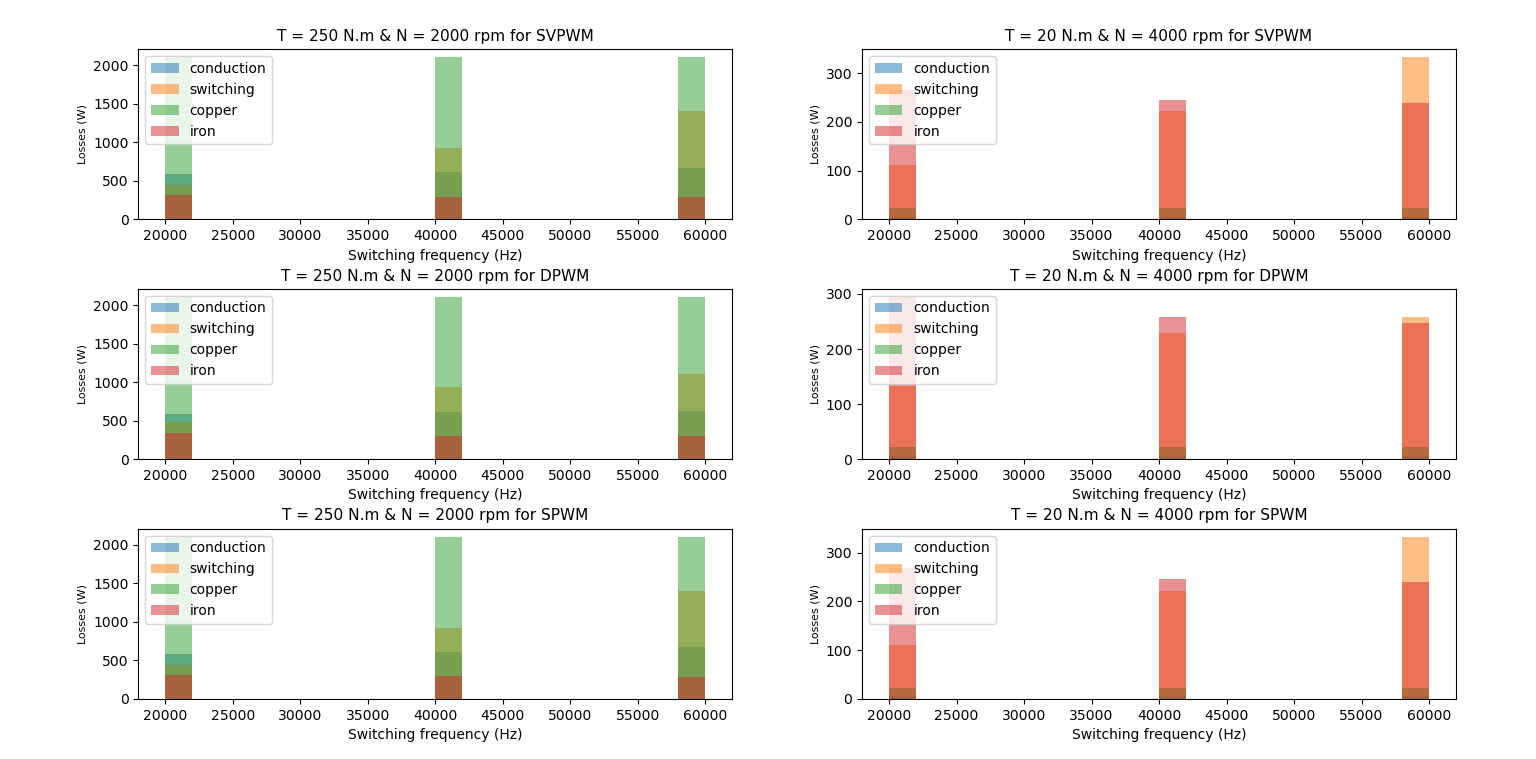 T = 250 N.m & N = 2000 rpm for SVPWM
Losses (W)
2000
1500
1000
500
0
conduction
switching
copper
iron
20000 25000 30000 35000 40000 45000 50000 55000 60000
Switching frequency (Hz)
T = 20 N.m & N = 4000 rpm for SVPWM
Losses (W)
300
200
100
0
conduction
switching
copper
iron
20000 25000 30000 35000 40000 45000 50000 55000 60000
Switching frequency (Hz)
T = 250 N.m & N = 2000 rpm for DPWM
Losses (W)
2000
1500
1000
500
0
conduction
switching
copper
iron
20000 25000 30000 35000 40000 45000 50000 55000 60000
Switching frequency (Hz)
T = 20 N.m & N = 4000 rpm for DPWM
Losses (W)
300
200
100
0
conduction
switching
copper
iron
20000 25000 30000 35000 40000 45000 50000 55000 60000
Switching frequency (Hz)
T = 250 N.m & N = 2000 rpm for SPWM
Losses (W)
2000
1500
1000
500
0
conduction
switching
copper
iron
20000 25000 30000 35000 40000 45000 50000 55000 60000
Switching frequency (Hz)
T = 20 N.m & N = 4000 rpm for SPWM
Losses (W)
300
200
100
0
conduction
switching
copper
iron
20000 25000 30000 35000 40000 45000 50000 55000 60000
Switching frequency (Hz)